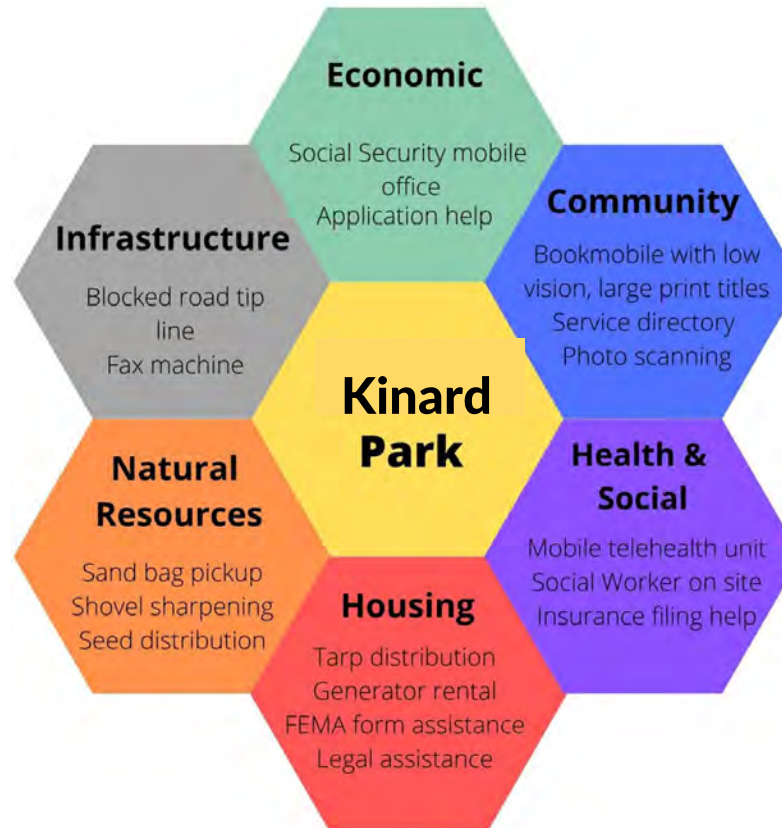 Economic
Social Security mobile
office
Application help
Community
Bookmobile with low
vision, large print titles
Service directory
Photo scanning
Infrastructure
Blocked road tip
line
Fax machine
Kinard
Park
Health &
Social
Mobile telehealth unit
Social Worker on site
Insurance filing help
Natural
Resources
Sand bag pickup
Shovel sharpening
Seed distribution
Housing
Tarp distribution
Generator rental
FEMA form assistance
Legal assistance